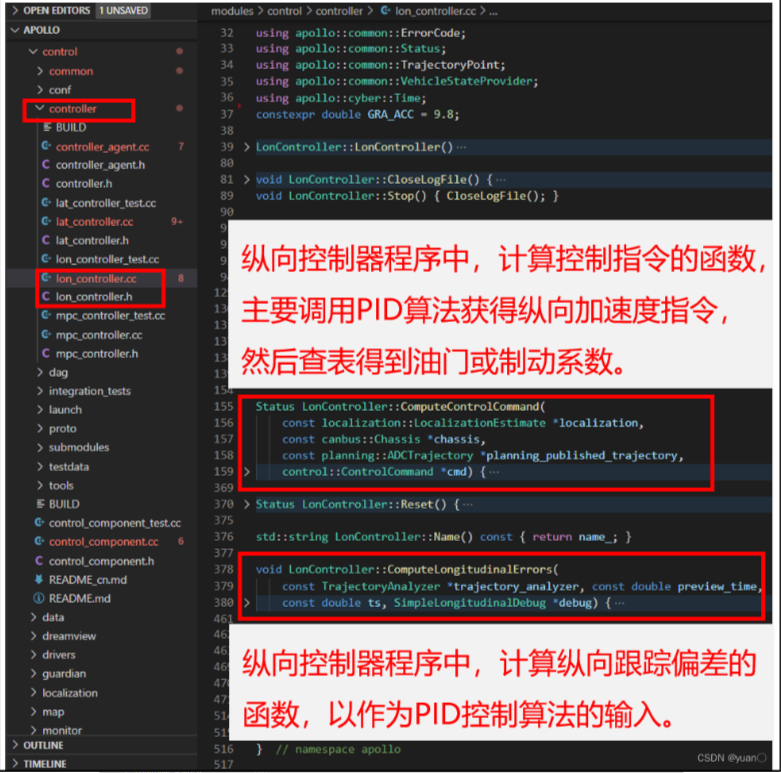 OPEN EDITORS 1 UNSAVED
APOLLO
control
common
conf
controller
BUILD
controller_agent.cc 7
controller_agent.h
controller.h
lat_controller_test.cc
lat_controller.cc 9+
lat_controller.h
lon_controller_test.cc
lon_controller.cc 8
lon_controller.h
mpc_controller_test.cc
mpc_controller.cc
mpc_controller.h
dag
integration_tests
launch
proto
submodules
testdata
tools
BUILD
control_component_test.cc
control_component.cc 6
control_component.h
README_cn.md
README.md
data
dreamview
drivers
guardian
localization
map
monitor
OUTLINE
TIMELINE
modules > control > controller > lon_controller.cc > ...
32 using apollo::common::ErrorCode;
33 using apollo::common::Status;
34 using apollo::common::TrajectoryPoint;
35 using apollo::common::VehicleStateProvider;
36 using apollo::cyber::Time;
37 constexpr double GRA_ACC = 9.8;
38
39 > LonController::LonController() ...
80
81 > void LonController::CloseLogFile() { ...
89 void LonController::Stop() { CloseLogFile(); }
90
纵向控制器程序中，计算控制指令的函数，
主要调用PID算法获得纵向加速度指令，
然后查表得到油门或制动系数。
154
155 Status LonController::ComputeControlCommand(
156 const localization::LocalizationEstimate *localization,
157 const canbus::Chassis *chassis,
158 const planning::ADCTrajectory *planning_published_trajectory,
159 > control::ControlCommand *cmd) { ...
369
370 > Status LonController::Reset() { ...
375
376 std::string LonController::Name() const { return name_; }
377
378 void LonController::ComputeLongitudinalErrors(
379 const TrajectoryAnalyzer *trajectory_analyzer, const double preview_time,
380 > const double ts, SimpleLongitudinalDebug *debug) { ...
461
纵向控制器程序中，计算纵向跟踪偏差的
函数，以作为PID控制算法的输入。
516 } // namespace apollo
517
CSDN @yuan〇